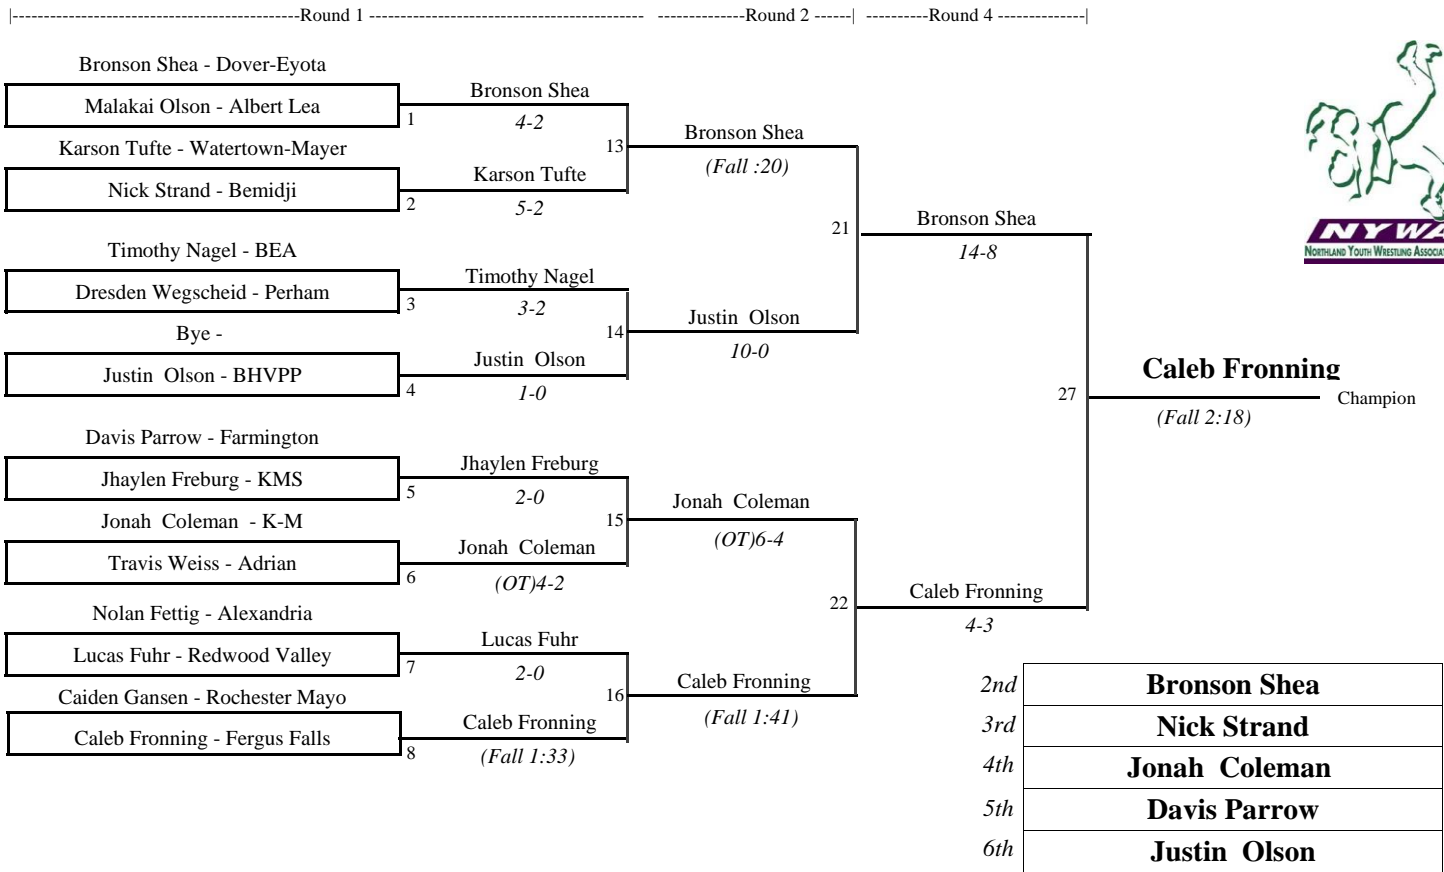 |----------------------------------------------Round 1 -------------------------------------------- --------------Round 2 ------| ----------Round 4 --------------|
Bronson Shea - Dover-Eyota
Malakai Olson - Albert Lea
1
Bronson Shea
4-2
Karson Tufte - Watertown-Mayer
Nick Strand - Bemidji
2
Karson Tufte
5-2
13
Bronson Shea
(Fall :20)
Timothy Nagel - BEA
Dresden Wegscheid - Perham
3
Timothy Nagel
3-2
Bye -
Justin  Olson - BHVPP
4
Justin  Olson
1-0
14
Justin  Olson
10-0
21
Bronson Shea
14-8
Davis Parrow - Farmington
Jhaylen Freburg - KMS
5
Jhaylen Freburg
2-0
Jonah  Coleman  - K-M
Travis Weiss - Adrian
6
Jonah  Coleman
(OT)4-2
15
Jonah  Coleman
(OT)6-4
Nolan Fettig - Alexandria
Lucas Fuhr - Redwood Valley
7
Lucas Fuhr
2-0
Caiden Gansen - Rochester Mayo
Caleb Fronning - Fergus Falls
8
Caleb Fronning
(Fall 1:33)
16
Caleb Fronning
(Fall 1:41)
22
Caleb Fronning
4-3
27
Caleb Fronning
Champion
(Fall 2:18)
NYWA
NORTHLAND YOUTH WRESTLING
2nd Bronson Shea
3rd Nick Strand
4th Jonah  Coleman
5th Davis Parrow
6th Justin  Olson